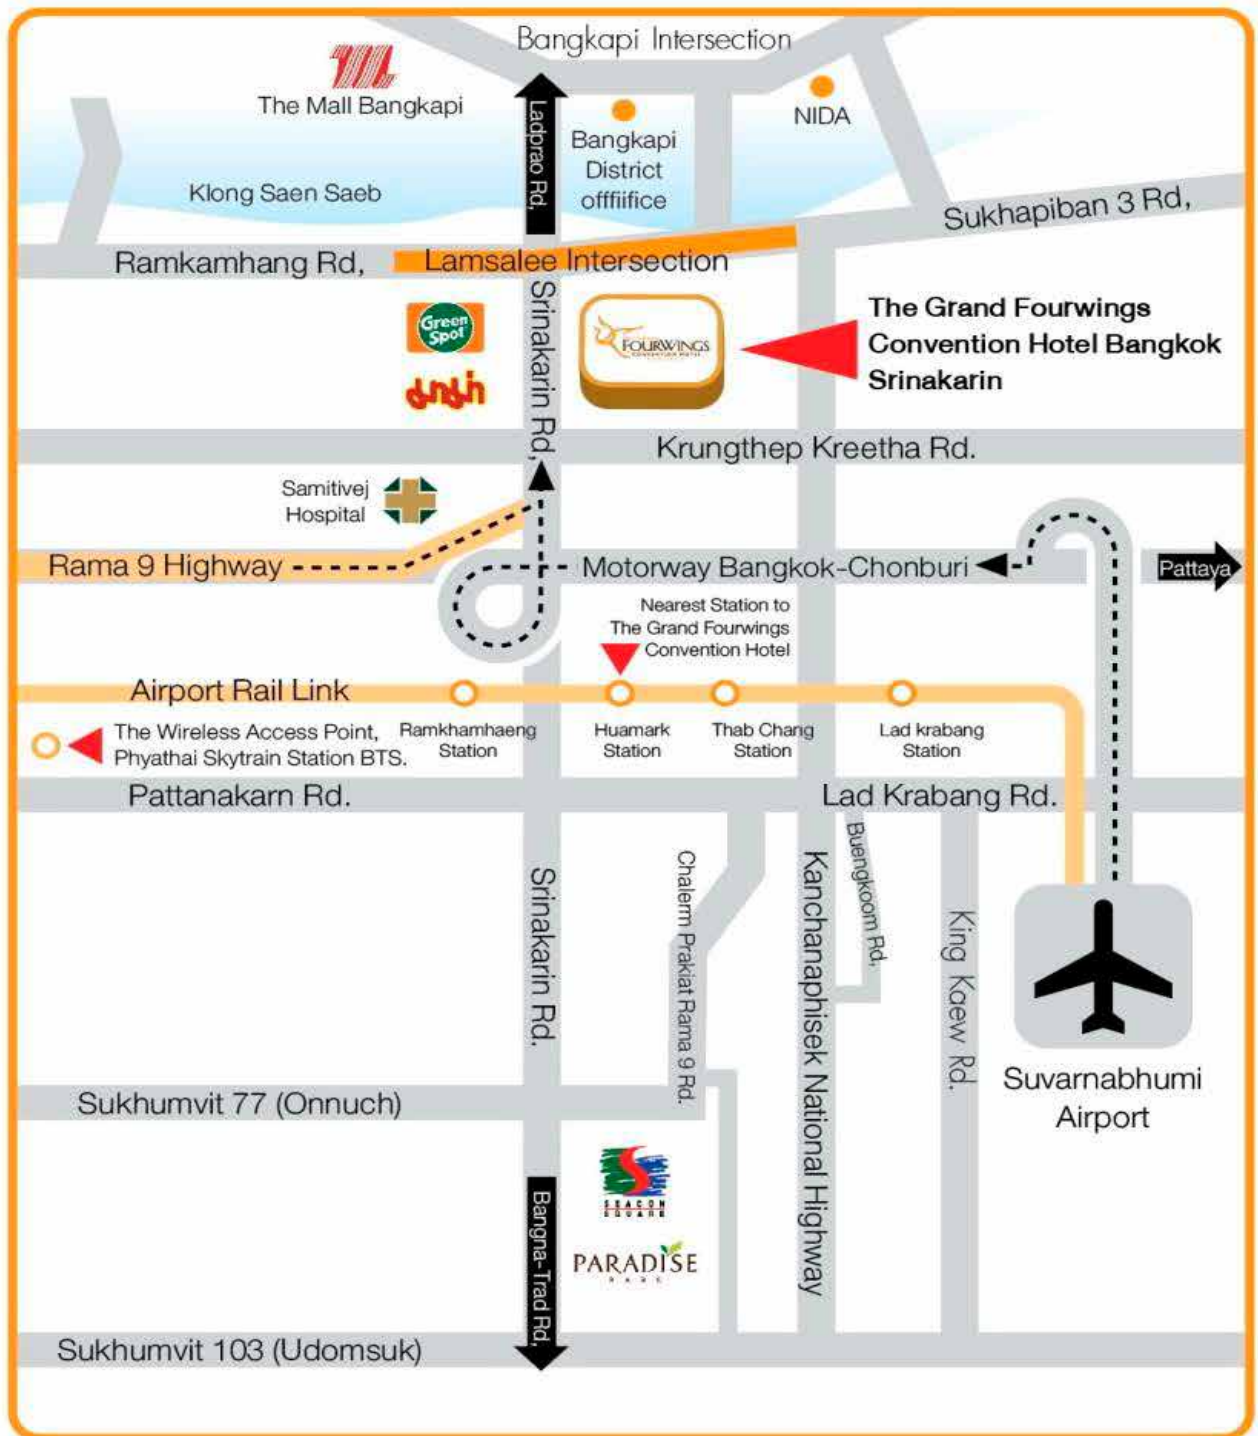 Bangkapi Intersection
The Mall Bangkapi
NIDA
Ladprao Rd,
Bangkapi
District
offfiifice
Klong Saen Saeb
Sukhapiban 3 Rd,
Ramkamhang Rd,
Lamsalee Intersection
Green
Spot
Srinakarin Rd,
FOURWINGS
CONVENTION HOTEL
The Grand Fourwings
Convention Hotel Bangkok
Srinakarin
Krungthep Kreetha Rd.
Samitivej
Hospital
Rama 9 Highway
Motorway Bangkok-Chonburi
Pattaya
Nearest Station to
The Grand Fourwings
Convention Hotel
Airport Rail Link
The Wireless Access Point,
Phyathai Skytrain Station BTS.
Ramkhamhaeng
Station
Huamark
Station
Thab Chang
Station
Lad krabang
Station
Pattanakarn Rd.
Lad Krabang Rd.
Srinakarin Rd.
Chalerm Prakiat Rama 9 Rd.
Kanchanaphisek National Highway
Buengkoom Rd,
King Kaew Rd.
Suvarnabhumi
Airport
Sukhumvit 77 (Onnuch)
SEACON
SQUARE
PARADISE
PARK
Bangna-Trad Rd,
Sukhumvit 103 (Udomsuk)